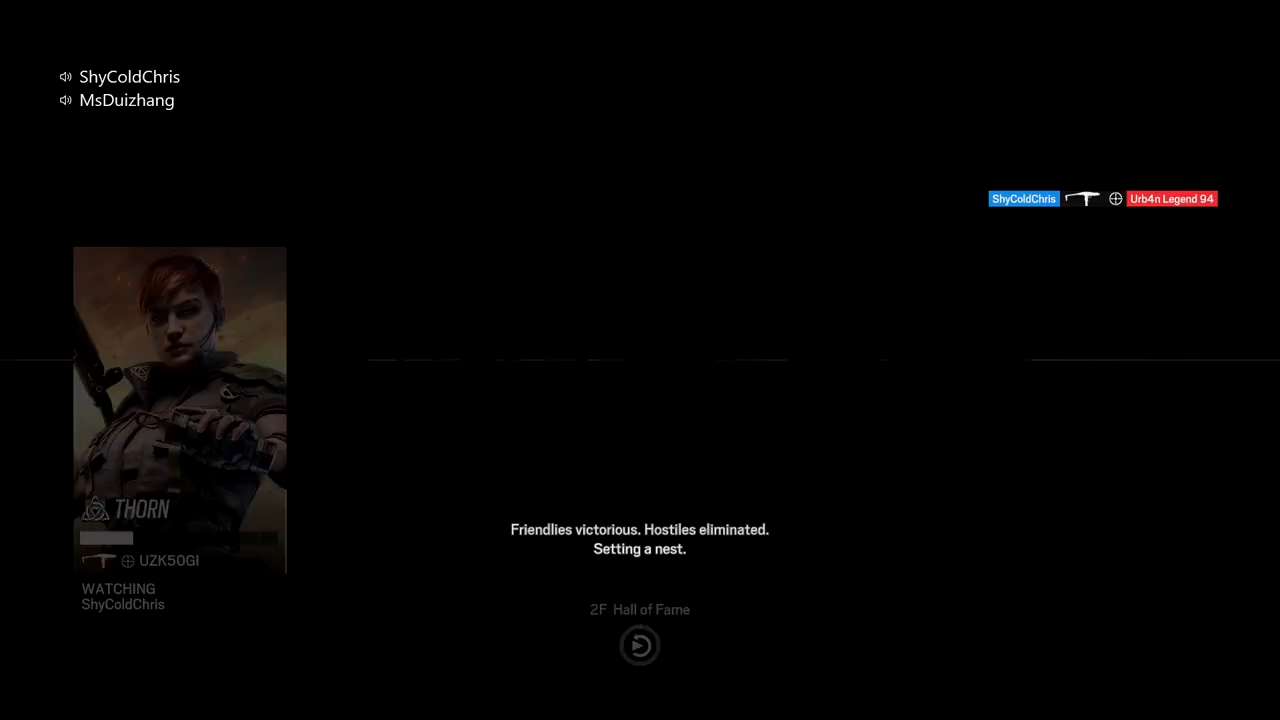 ShyColdChris
MsDuizhang
ShyColdChris Urb4n Legend 94
THORN
UZK50GI
WATCHING
ShyColdChris
Friendlies victorious. Hostiles eliminated.
Setting a nest.
2F Hall of Fame